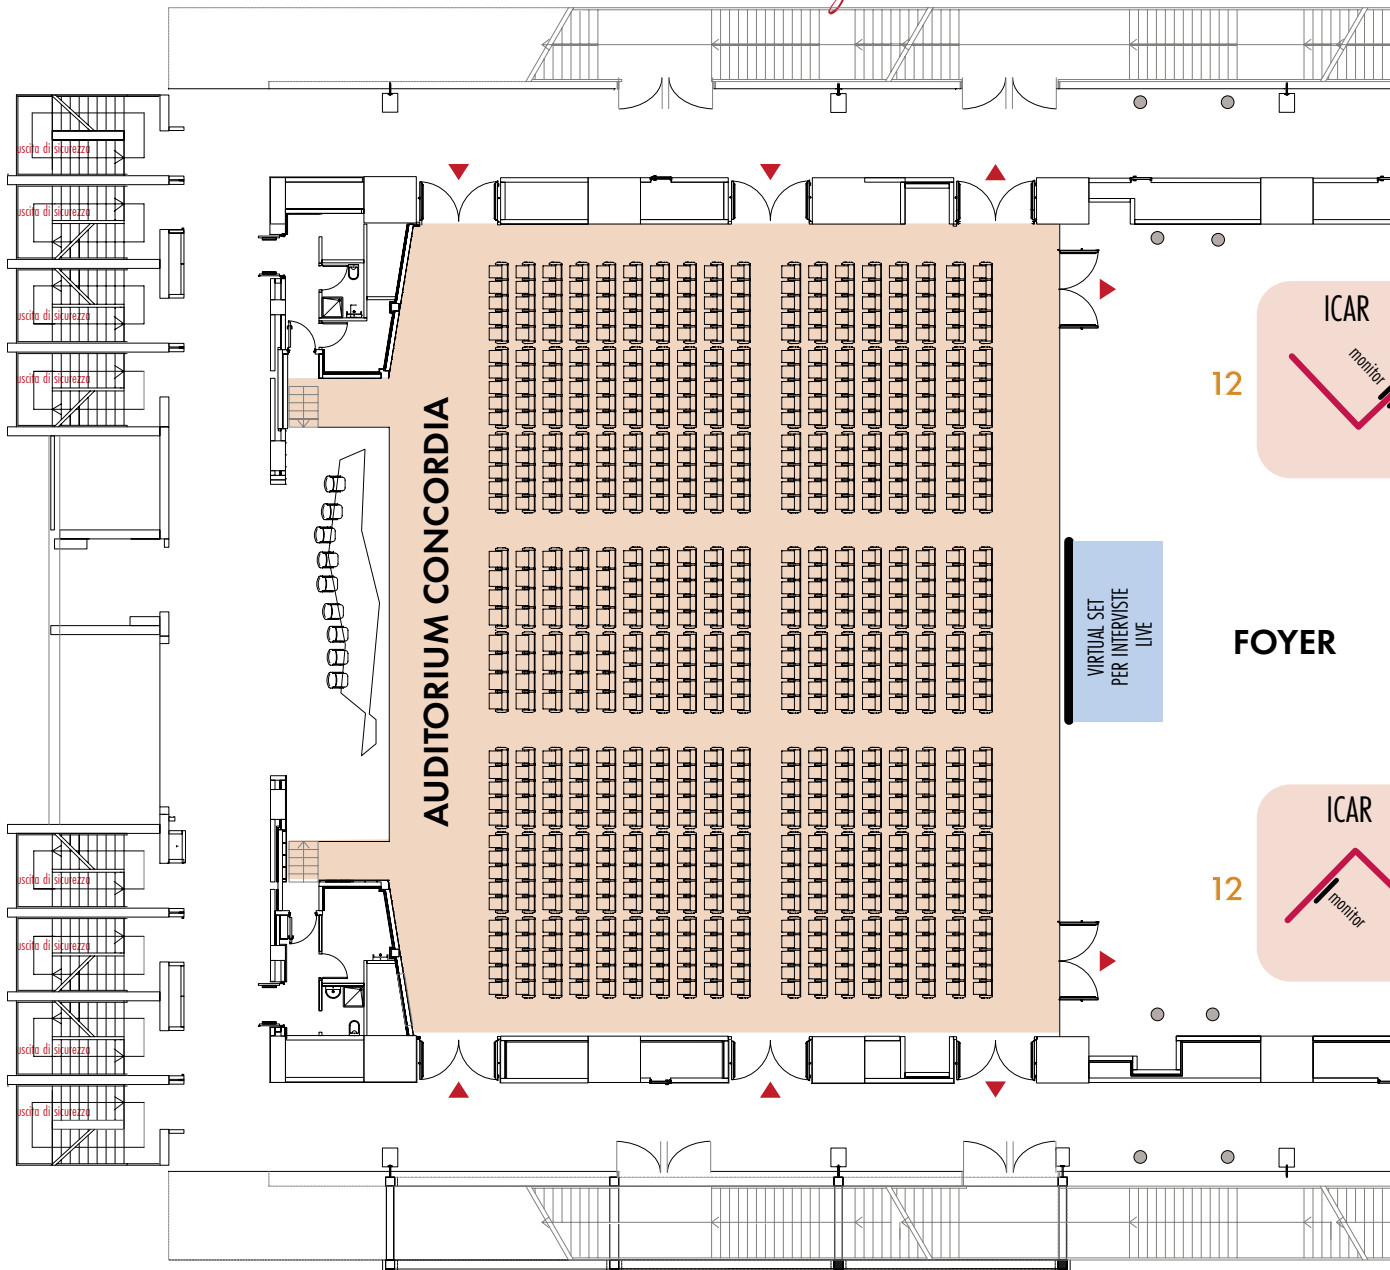 uscita di sicurezza
uscita di sicurezza
uscita di sicurezza
uscita di sicurezza
AUDITORIUM CONCORDIA
ICAR
monitor
12
VIRTUAL SET
PER INTERVISTE
LIVE
FOYER
ICAR
monitor
12
uscita di sicurezza
uscita di sicurezza
uscita di sicurezza
uscita di sicurezza